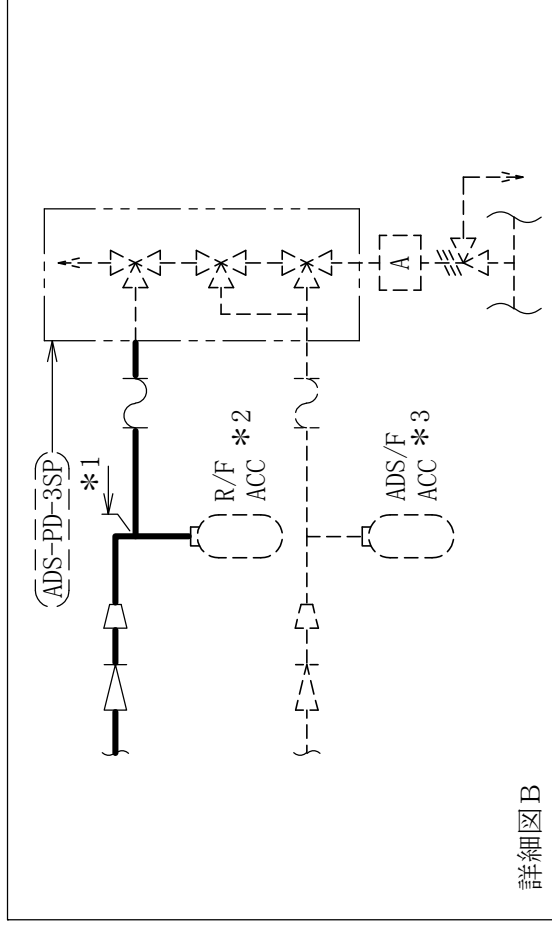 ADS-PD-3SP
*1
R/F
ACC *2
ADS/F
ACC *3
A
詳細図B